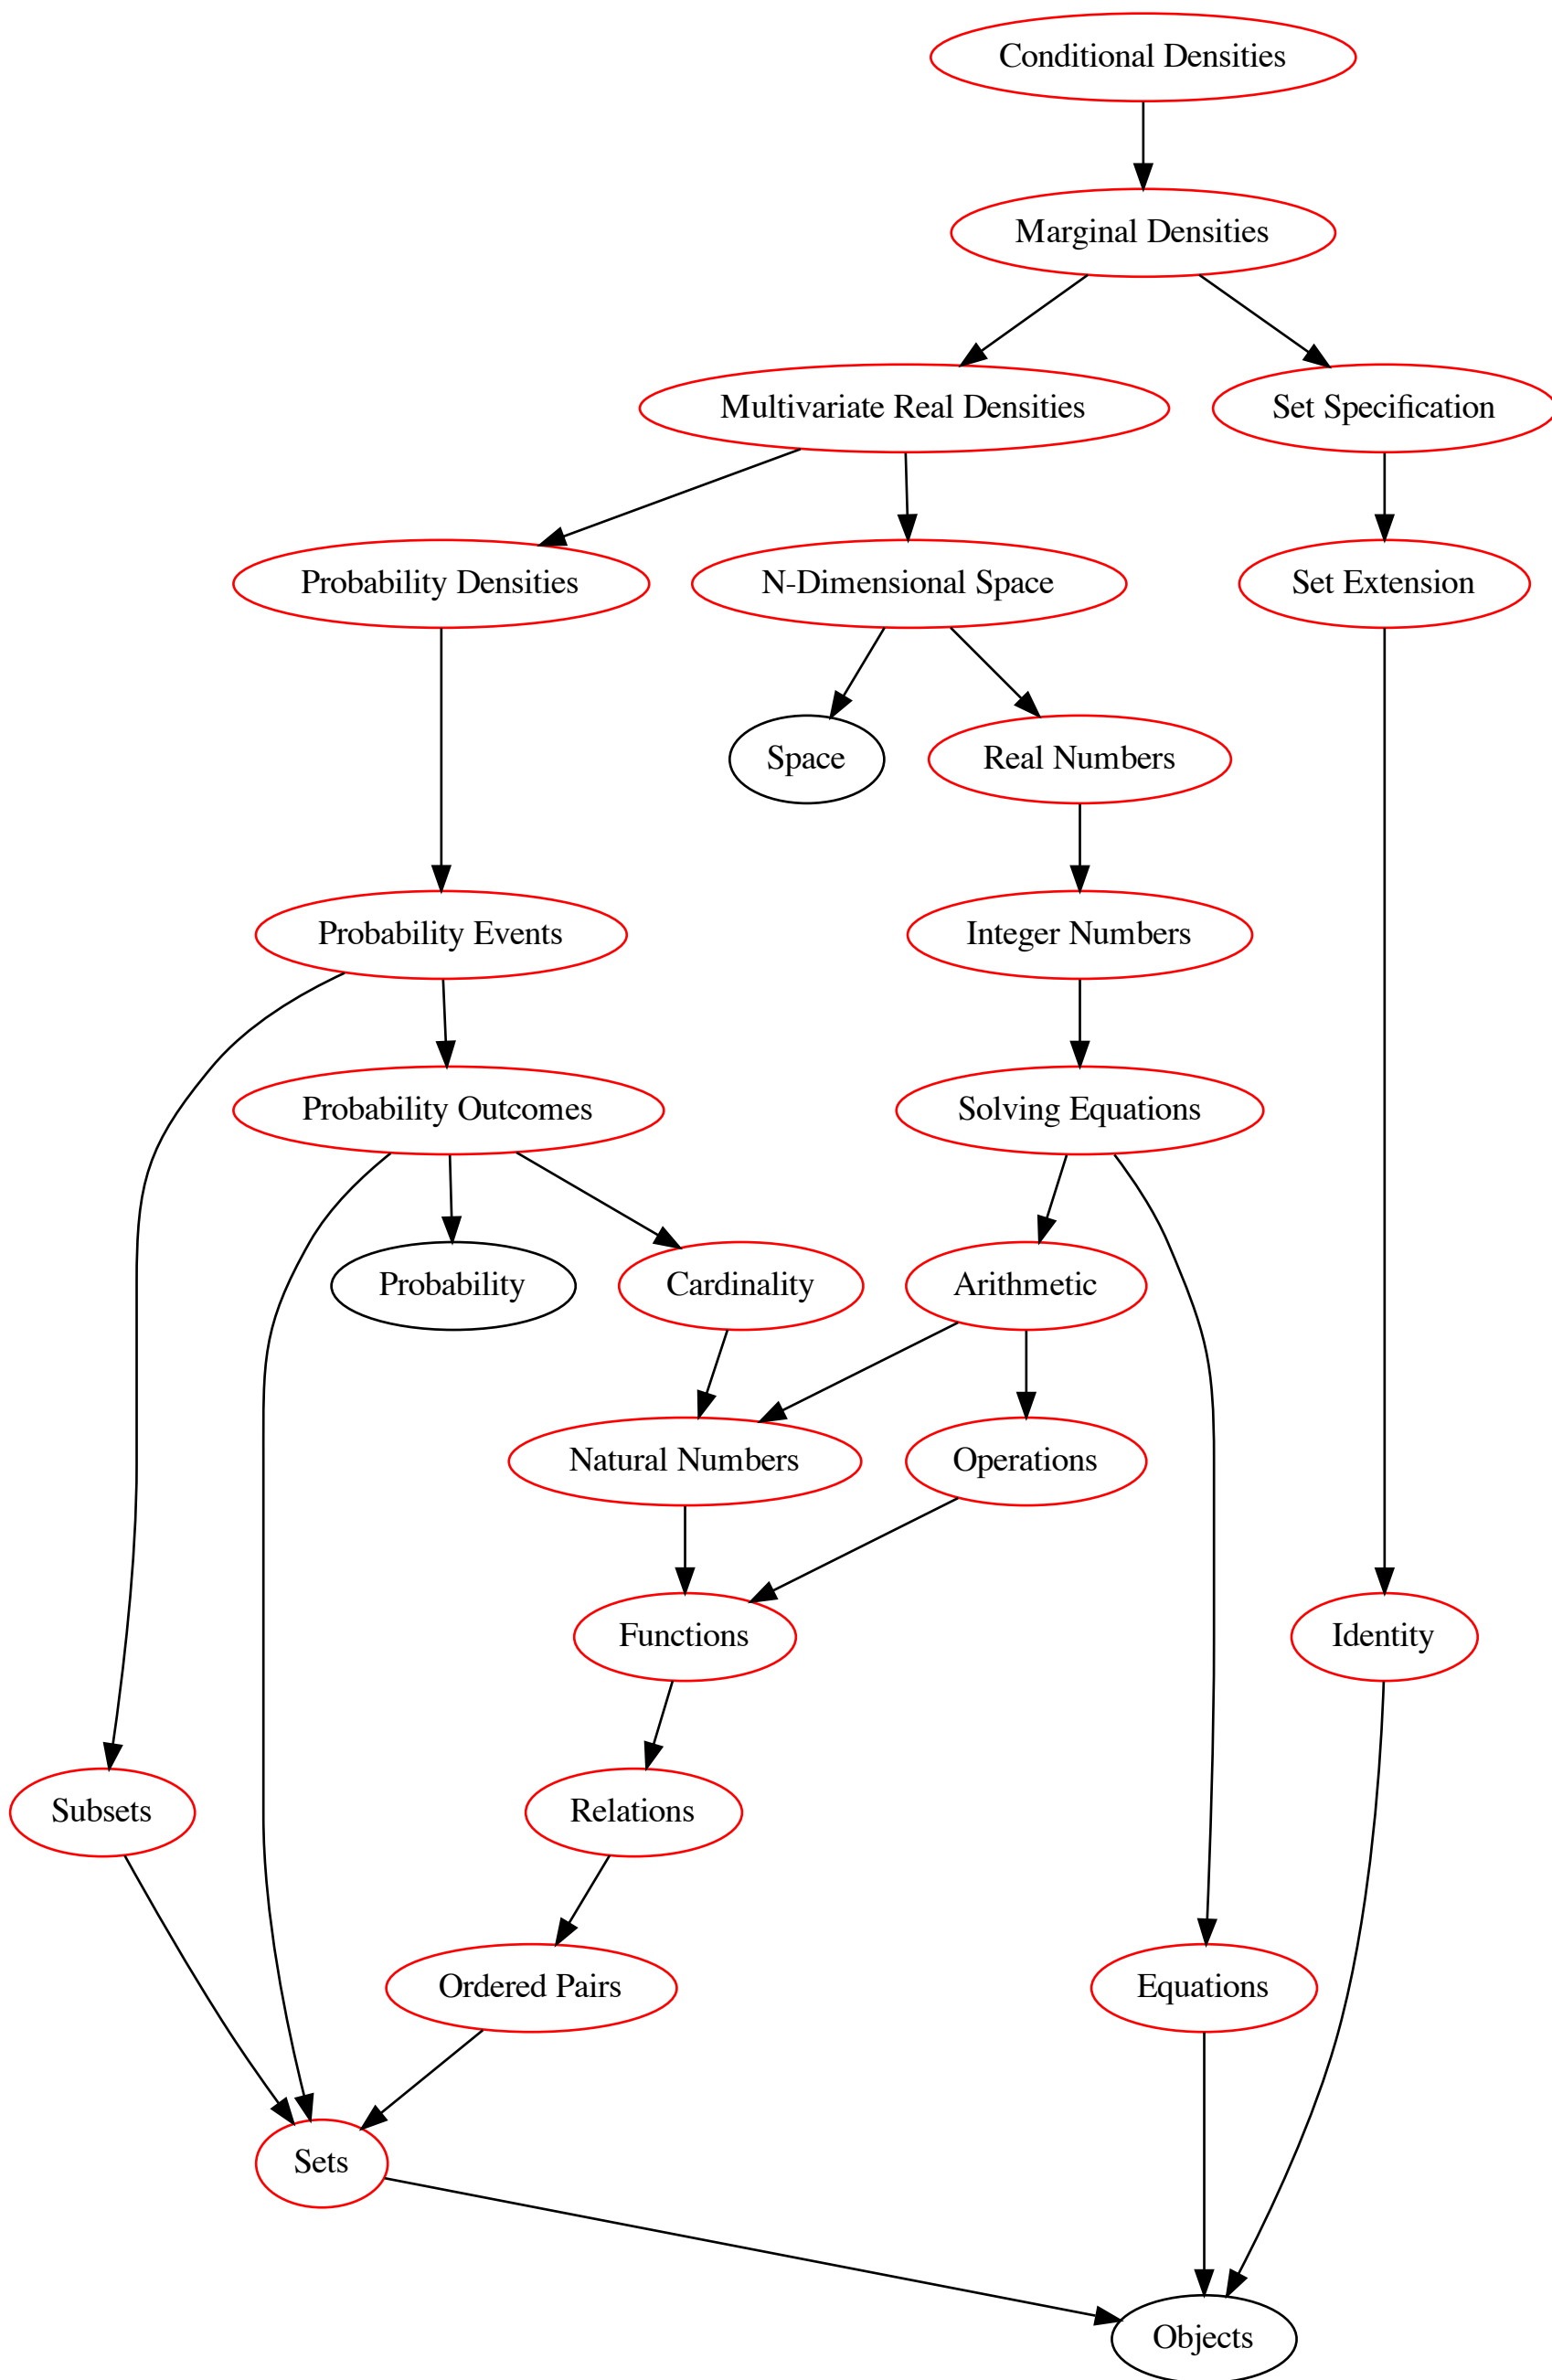 Conditional Densities
Marginal Densities
Multivariate Real Densities
Set Specification
Probability Densities
N-Dimensional Space
Set Extension
Space
Real Numbers
Probability Events
Integer Numbers
Probability Outcomes
Solving Equations
Probability
Cardinality
Arithmetic
Natural Numbers
Operations
Functions
Identity
Subsets
Relations
Ordered Pairs
Equations
Sets
Objects